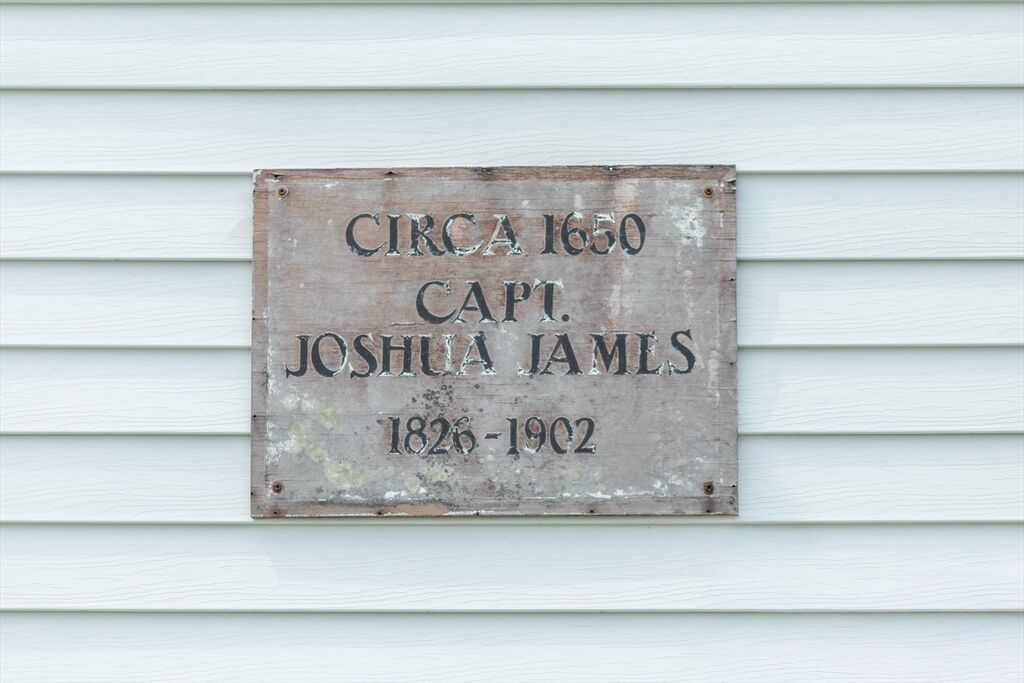 CIRCA 1650
CAPT.
JOSHUA JAMES
1826-1902